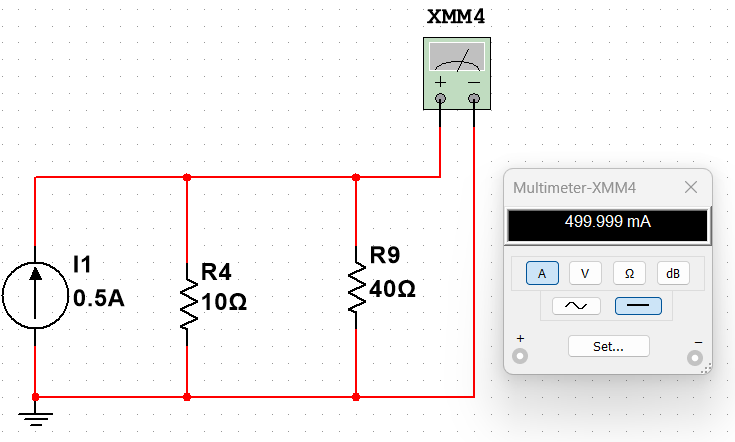 XMM4
+ −
I1
0.5A
R4
10Ω
R9
40Ω
Multimeter-XMM4
499.999 mA
A V Ω dB
+ −
Set...